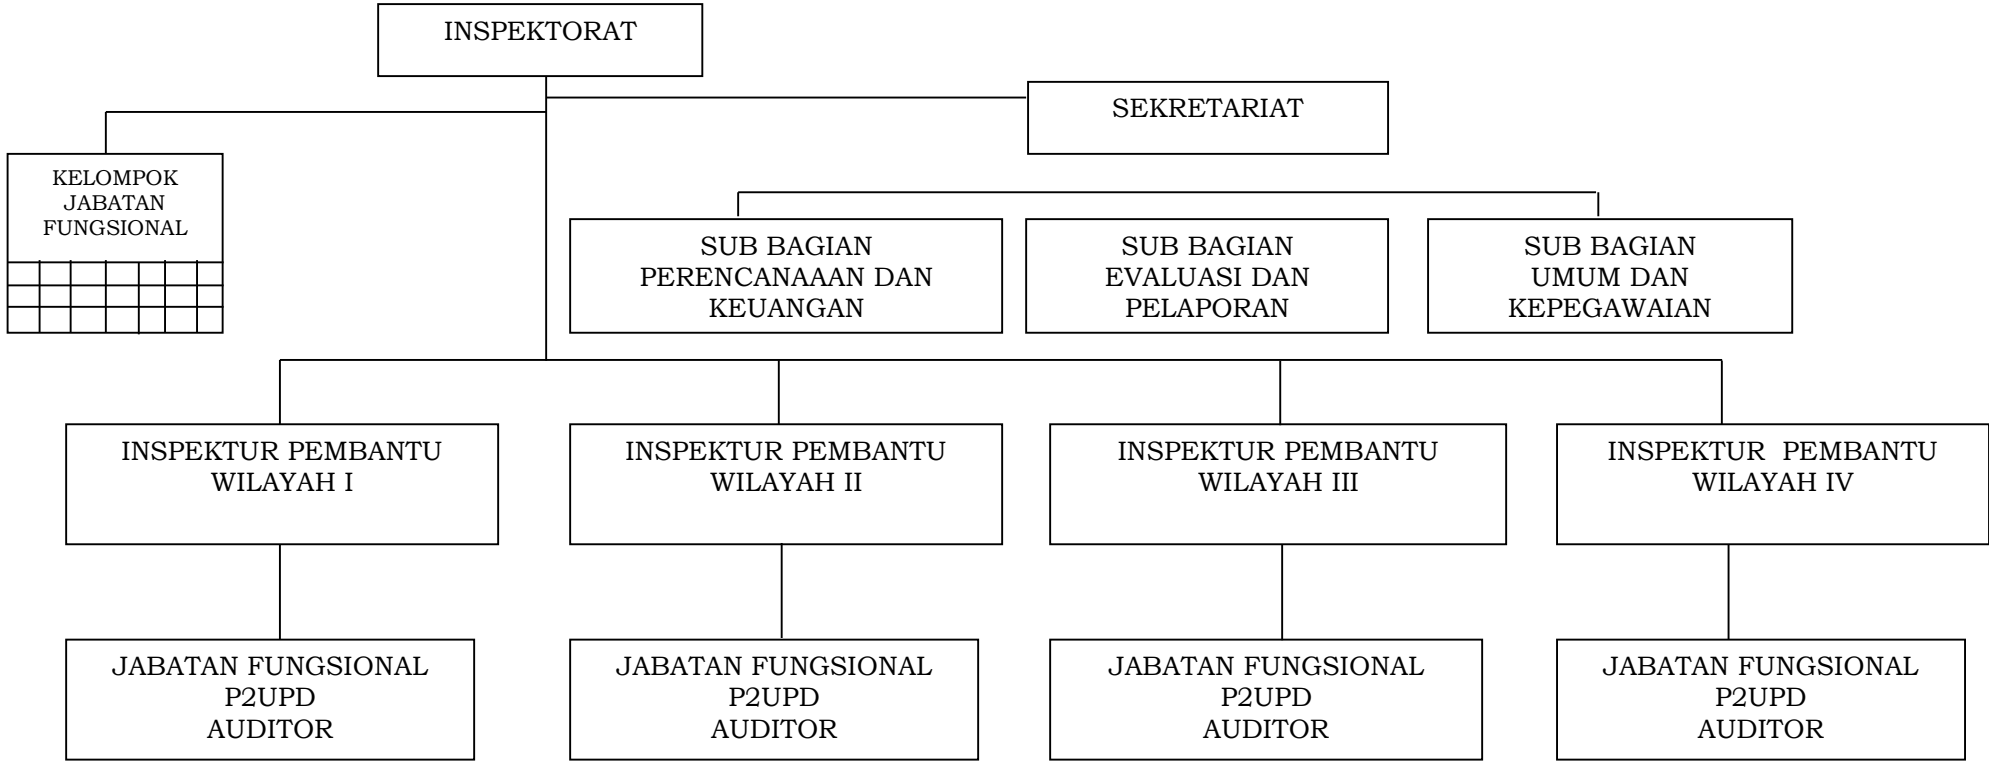 INSPEKTORAT
SEKRETARIAT
KELOMPOK
JABATAN
FUNGSIONAL
SUB BAGIAN
PERENCANAAAN DAN
KEUANGAN
SUB BAGIAN
EVALUASI DAN
PELAPORAN
SUB BAGIAN
UMUM DAN
KEPEGAWAIAN
INSPEKTUR PEMBANTU
WILAYAH I
INSPEKTUR PEMBANTU
WILAYAH II
INSPEKTUR PEMBANTU
WILAYAH III
INSPEKTUR  PEMBANTU
WILAYAH IV
JABATAN FUNGSIONAL
P2UPD
AUDITOR
JABATAN FUNGSIONAL
P2UPD
AUDITOR
JABATAN FUNGSIONAL
P2UPD
AUDITOR
JABATAN FUNGSIONAL
P2UPD
AUDITOR